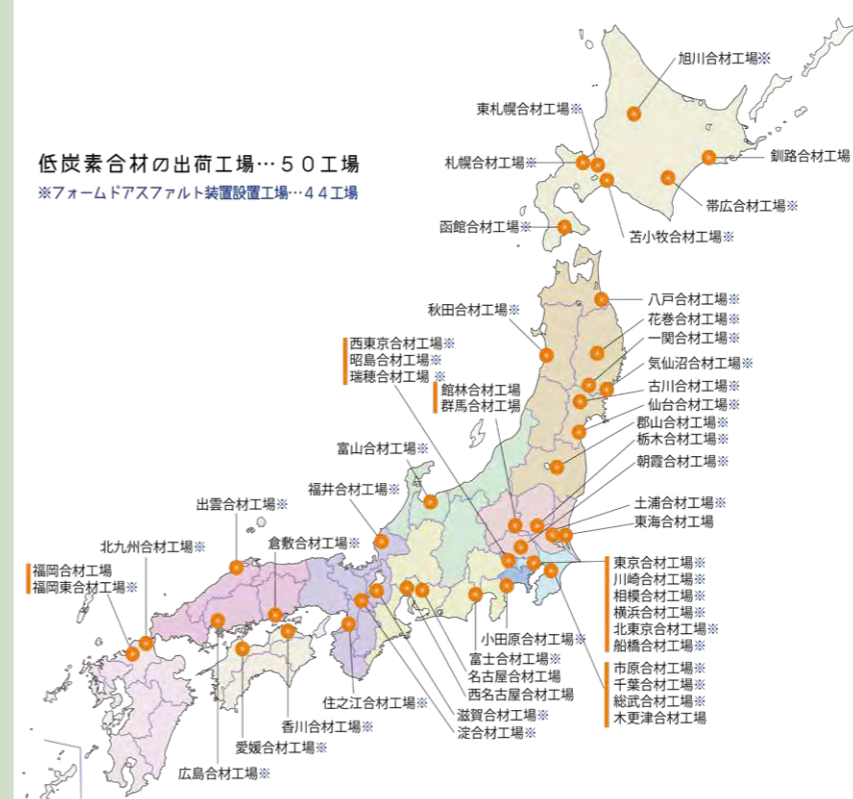 低炭素合材の出荷工場…５０工場
※フォームドアスファルト装置設置工場…４４工場
旭川合材工場※
東札幌合材工場※
札幌合材工場※
釧路合材工場
帯広合材工場※
苫小牧合材工場※
函館合材工場※
八戸合材工場※
秋田合材工場※
花巻合材工場※
一関合材工場※
気仙沼合材工場※
古川合材工場※
仙台合材工場※
郡山合材工場※
栃木合材工場※
朝霞合材工場※
西東京合材工場※
昭島合材工場※
瑞穂合材工場※
館林合材工場
群馬合材工場
富山合材工場※
福井合材工場※
土浦合材工場※
東海合材工場
出雲合材工場※
倉敷合材工場※
北九州合材工場※
福岡合材工場
福岡東合材工場※
東京合材工場※
川崎合材工場※
相模合材工場※
横浜合材工場※
北東京合材工場※
船橋合材工場※
市原合材工場※
千葉合材工場※
総武合材工場※
木更津合材工場
小田原合材工場※
富士合材工場※
名古屋合材工場
西名古屋合材工場
滋賀合材工場※
淀合材工場※
住之江合材工場※
香川合材工場※
愛媛合材工場※
広島合材工場※